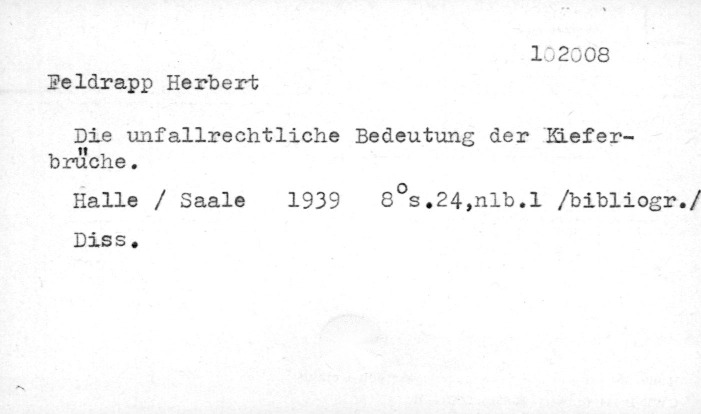 102008
Feldrapp Herbert
Die unfallrechtliche Bedeutung der Kiefer-
brüche.
Halle / Saale 1939 8°s.24,nlb.1 /bibliogr./
Diss.